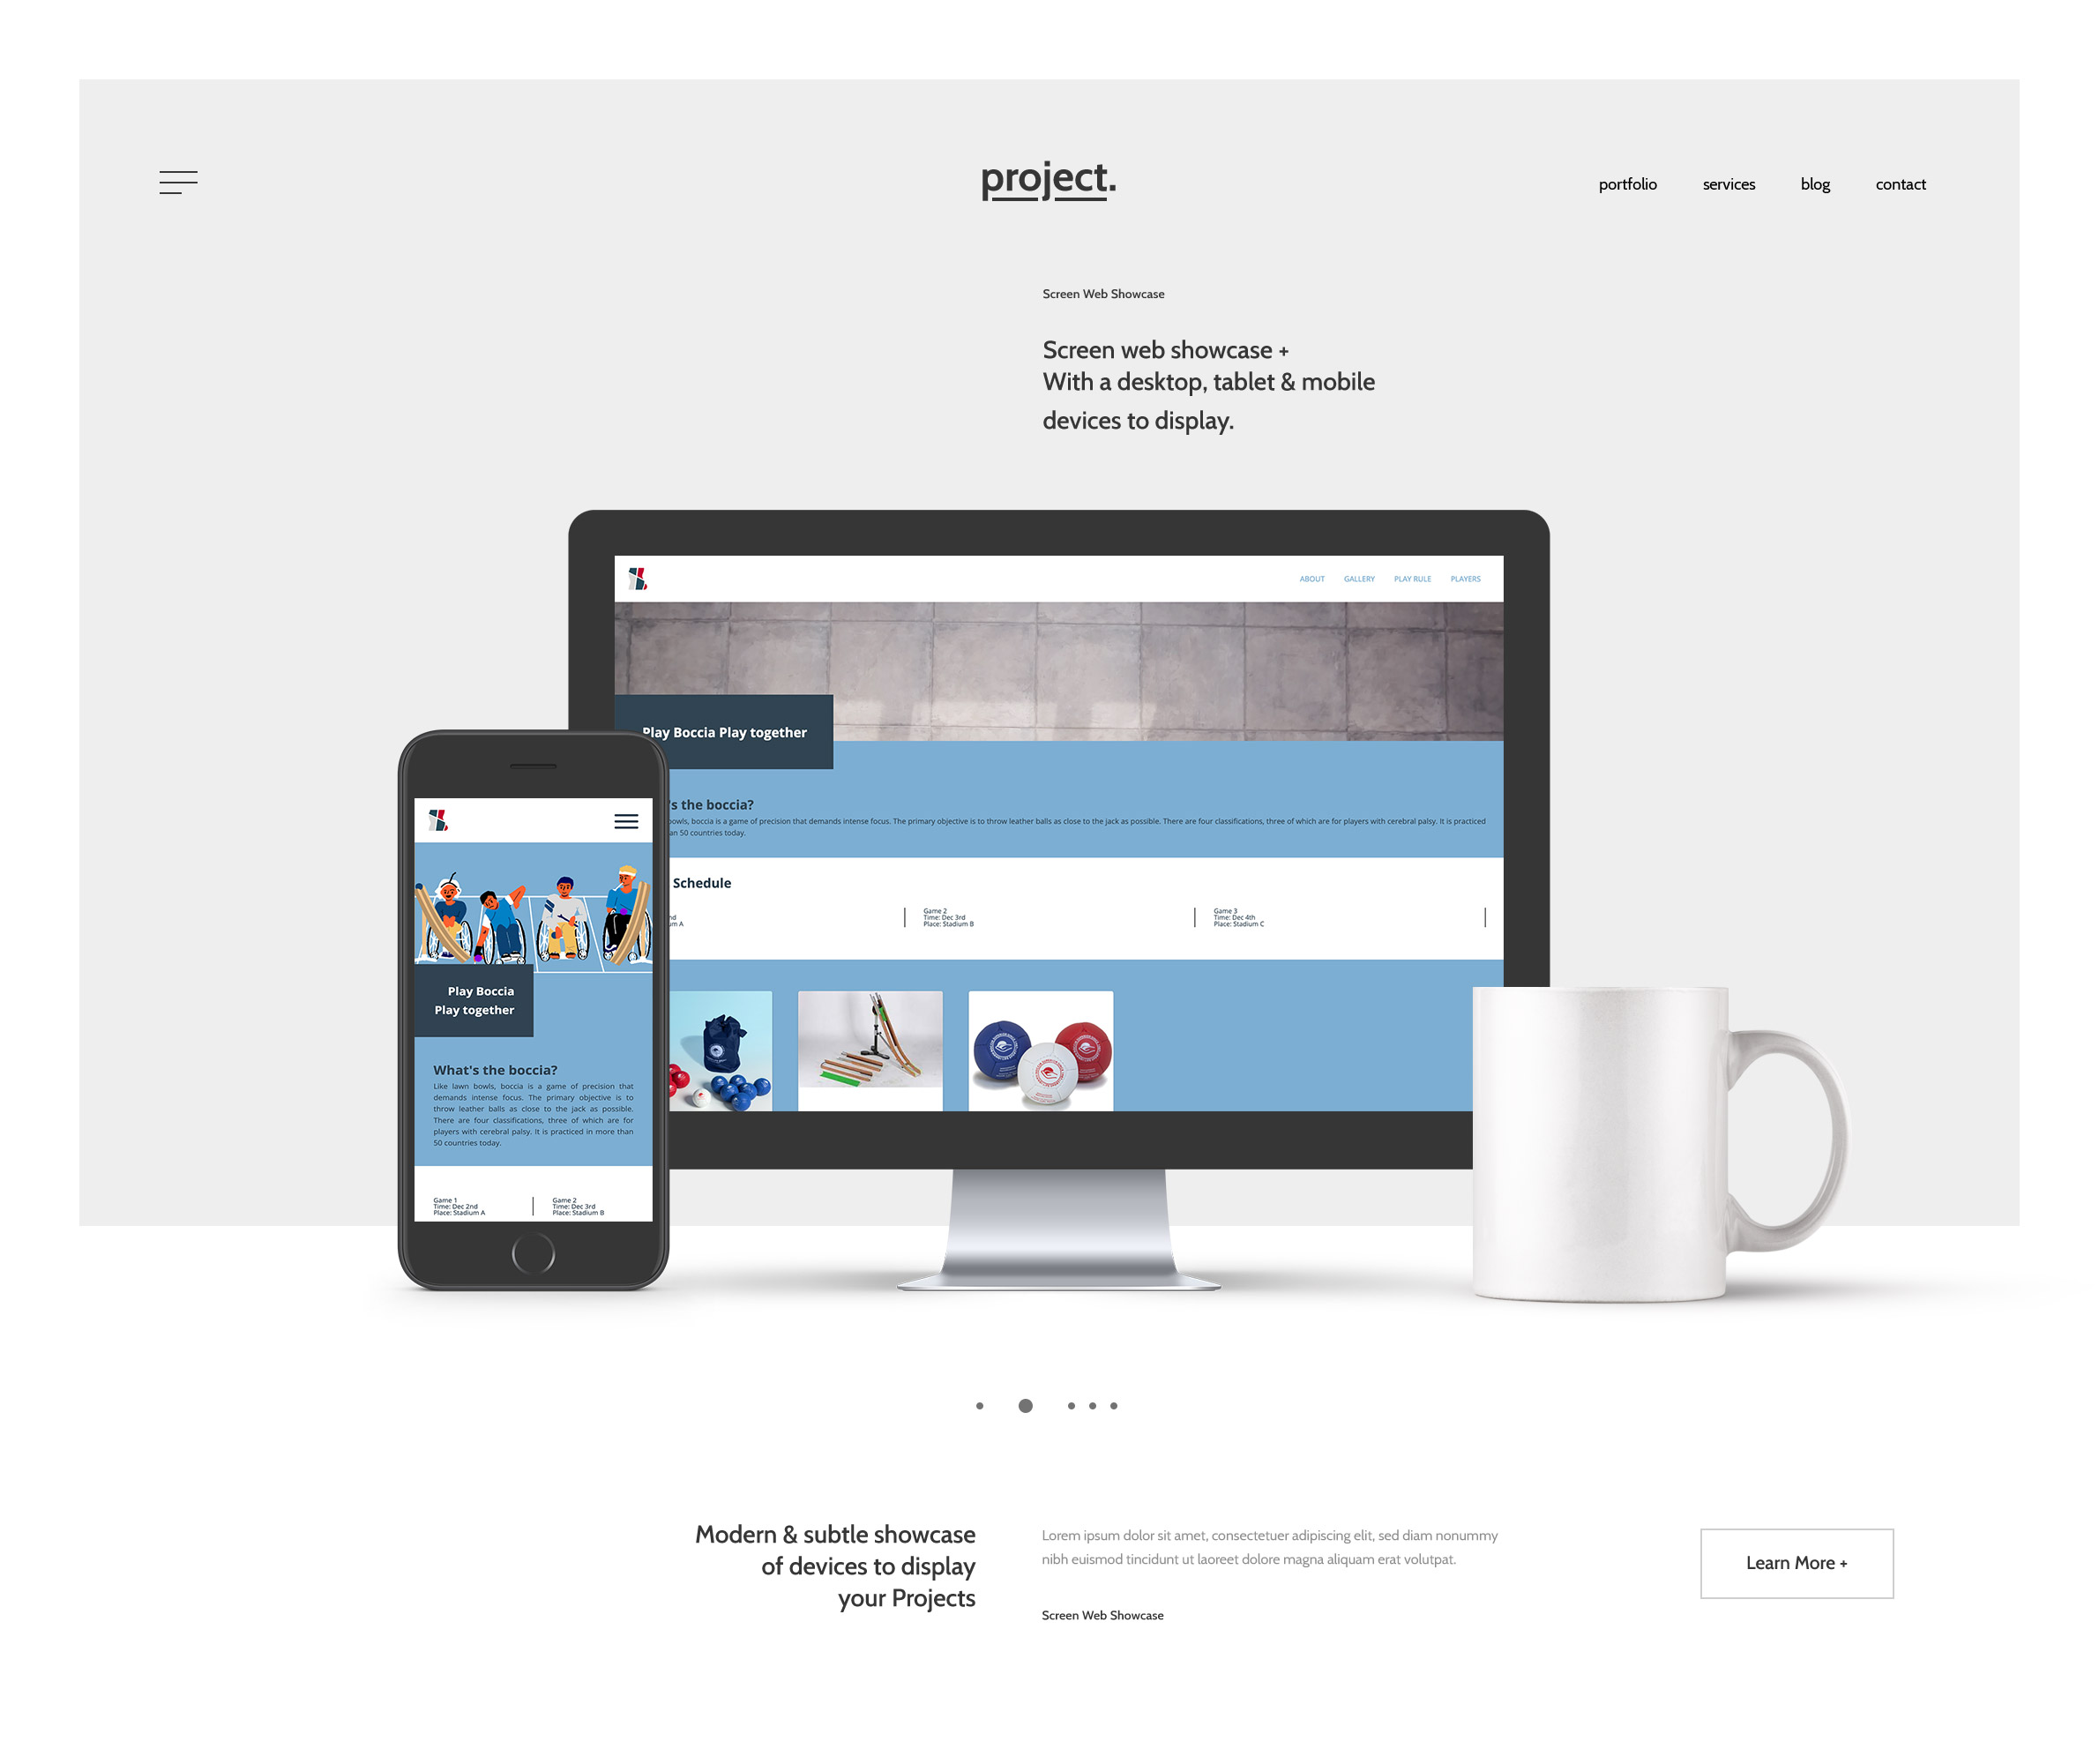 project.
portfolio services blog contact
Screen Web Showcase
Screen web showcase +
With a desktop, tablet & mobile
devices to display.
ABOUT GALLERY PLAY RULE PLAYERS
Play Boccia Play together
's the boccia?
bowls, boccia is a game of precision that demands intense focus. The primary objective is to throw leather balls as close to the jack as possible. There are four classifications, three of which are for players with cerebral palsy. It is practiced
an 50 countries today.
Schedule
nd
um A
Game 2
Time: Dec 3rd
Place: Stadium B
Game 3
Time: Dec 4th
Place: Stadium C
Play Boccia
Play together
What's the boccia?
Like lawn bowls, boccia is a game of precision that
demands intense focus. The primary objective is to
throw leather balls as close to the jack as possible.
There are four classifications, three of which are for
players with cerebral palsy. It is practiced in more than
50 countries today.
Game 1
Time: Dec 2nd
Place: Stadium A
Game 2
Time: Dec 3rd
Place: Stadium B
Modern & subtle showcase
of devices to display
your Projects
Lorem ipsum dolor sit amet, consectetuer adipiscing elit, sed diam nonummy
nibh euismod tincidunt ut laoreet dolore magna aliquam erat volutpat.
Screen Web Showcase
Learn More +